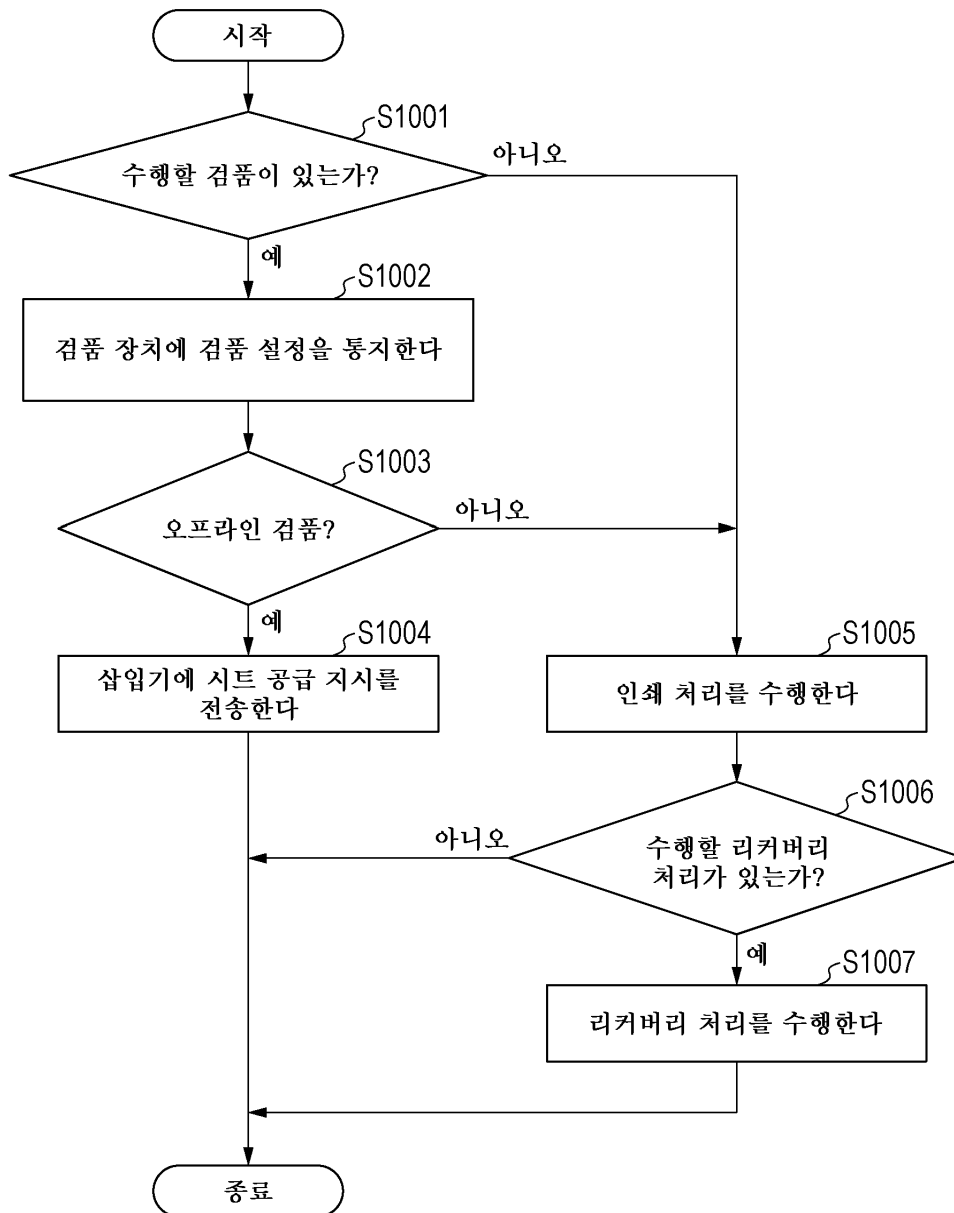 시작
S1001
수행할 검품이 있는가?
아니오
예
S1002
검품 장치에 검품 설정을 통지한다
S1003
오프라인 검품?
아니오
예
S1004
삽입기에 시트 공급 지시를
전송한다
S1005
인쇄 처리를 수행한다
S1006
수행할 리커버리
처리가 있는가?
아니오
예
S1007
리커버리 처리를 수행한다
종료